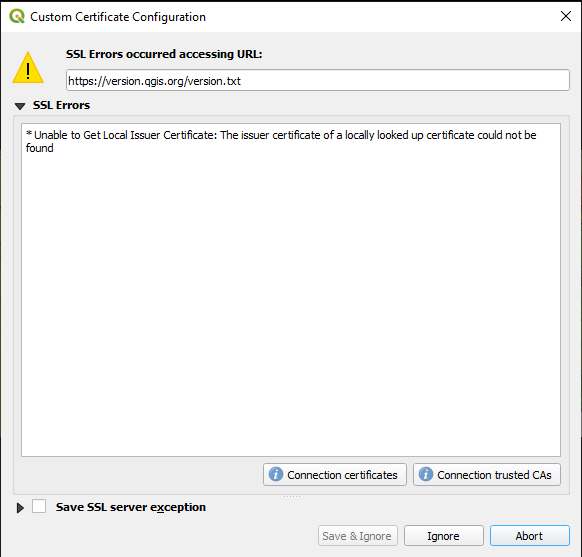 Custom Certificate Configuration
SSL Errors occurred accessing URL:
https://version.qgis.org/version.txt
SSL Errors
* Unable to Get Local Issuer Certificate: The issuer certificate of a locally looked up certificate could not be
found
Connection certificates
Connection trusted CAs
Save SSL server exception
Save & Ignore
Ignore
Abort